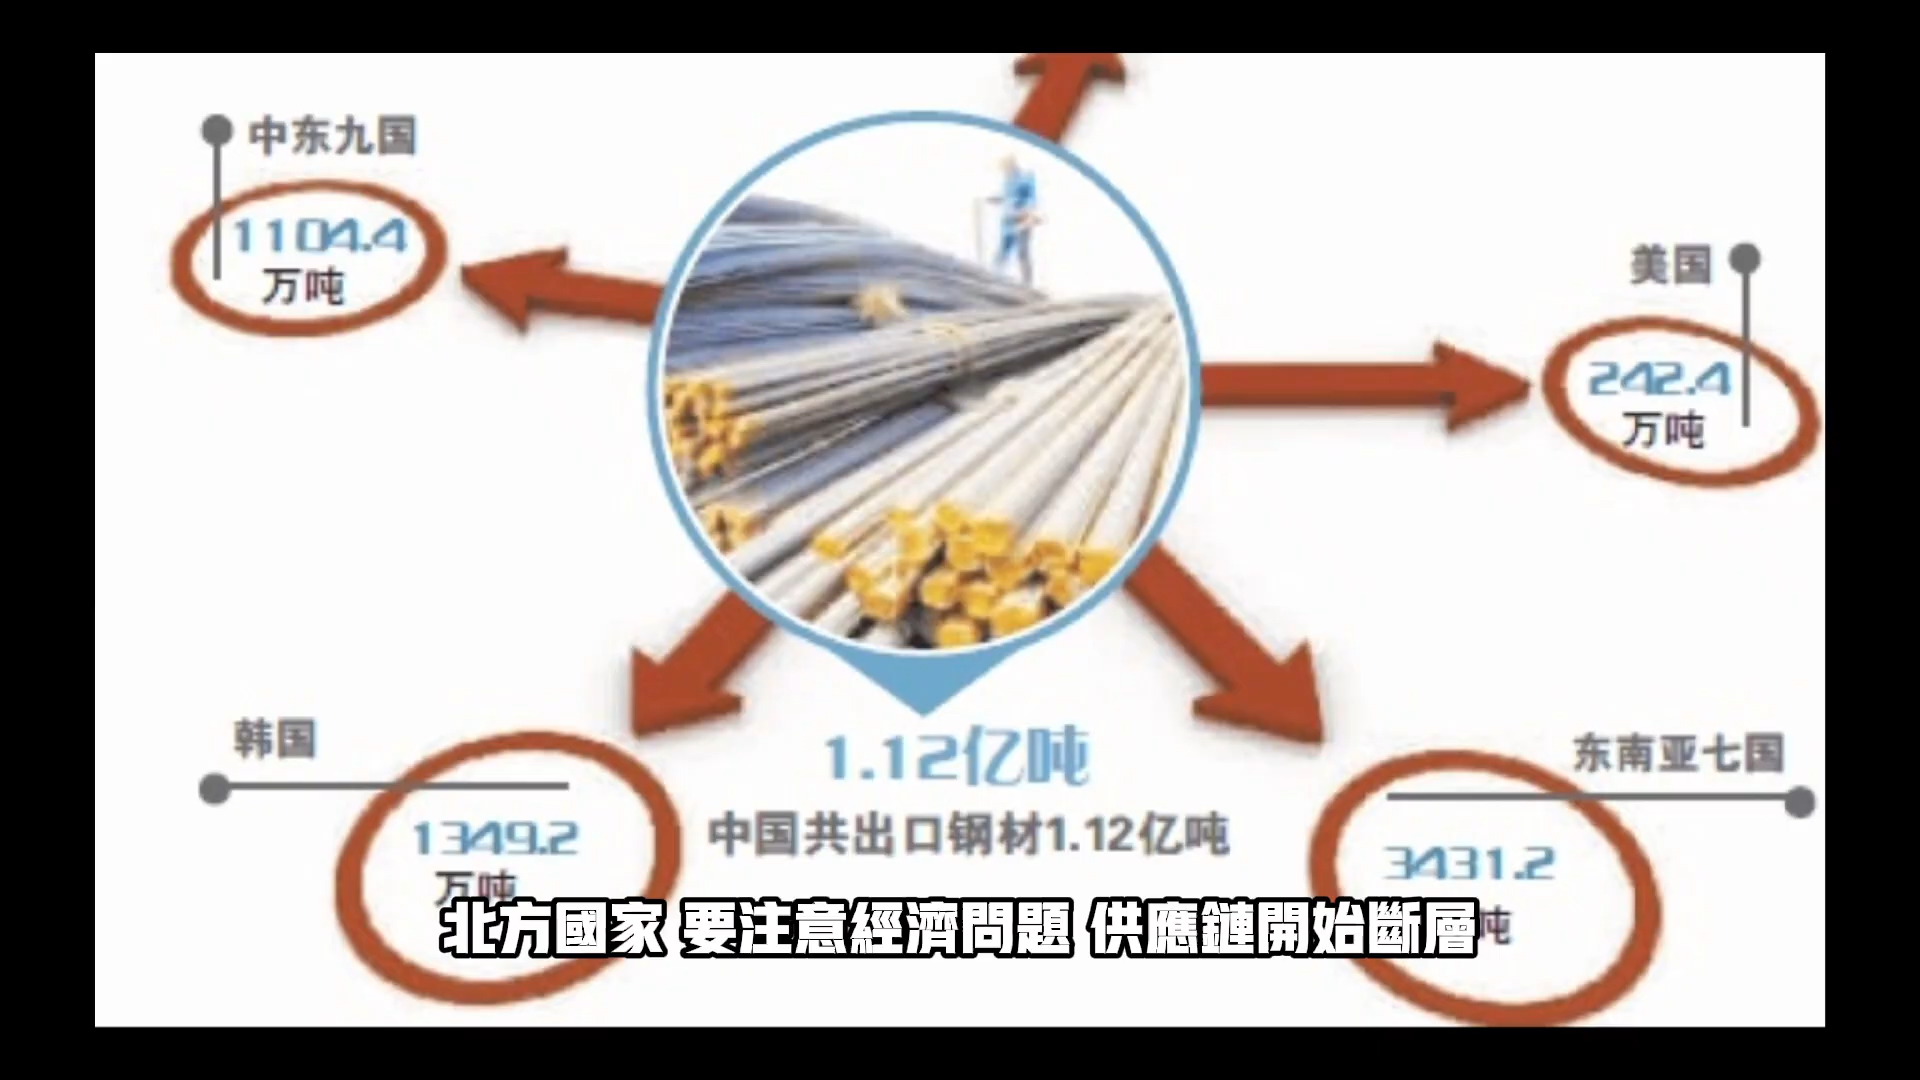 中东九国
1104.4
万吨
美国
242.4
万吨
韩国
1349.2
万吨
1.12亿吨
中国共出口钢材1.12亿吨
东南亚七国
3431.2
吨
北方國家 要注意經濟問題 供應鏈開始斷層